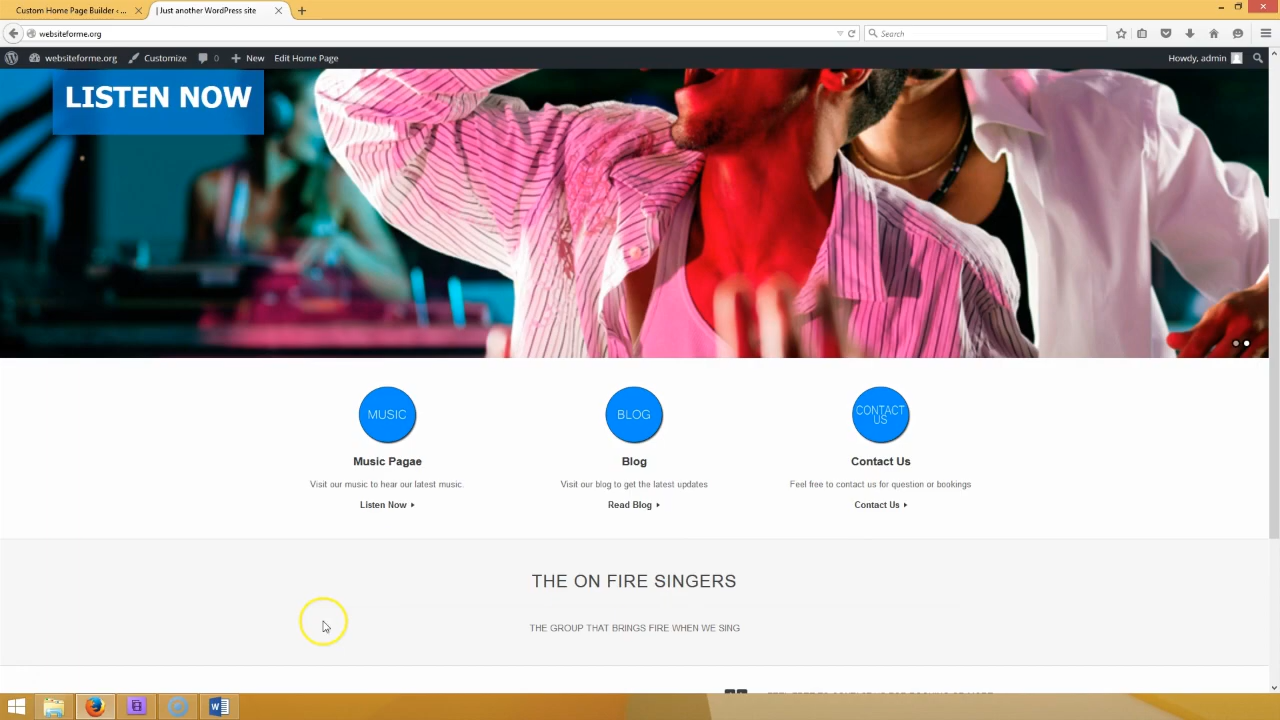 Custom Home Page Builder ‹ ...
| Just another WordPress site
websiteforme.org
Search
websiteforme.org
Customize
0
New
Edit Home Page
Howdy, admin
LISTEN NOW
MUSIC
BLOG
CONTACT
US
Music Pagae
Blog
Contact Us
Visit our music to hear our latest music.
Visit our blog to get the latest updates
Feel free to contact us for question or bookings
Listen Now
Read Blog
Contact Us
THE ON FIRE SINGERS
THE GROUP THAT BRINGS FIRE WHEN WE SING